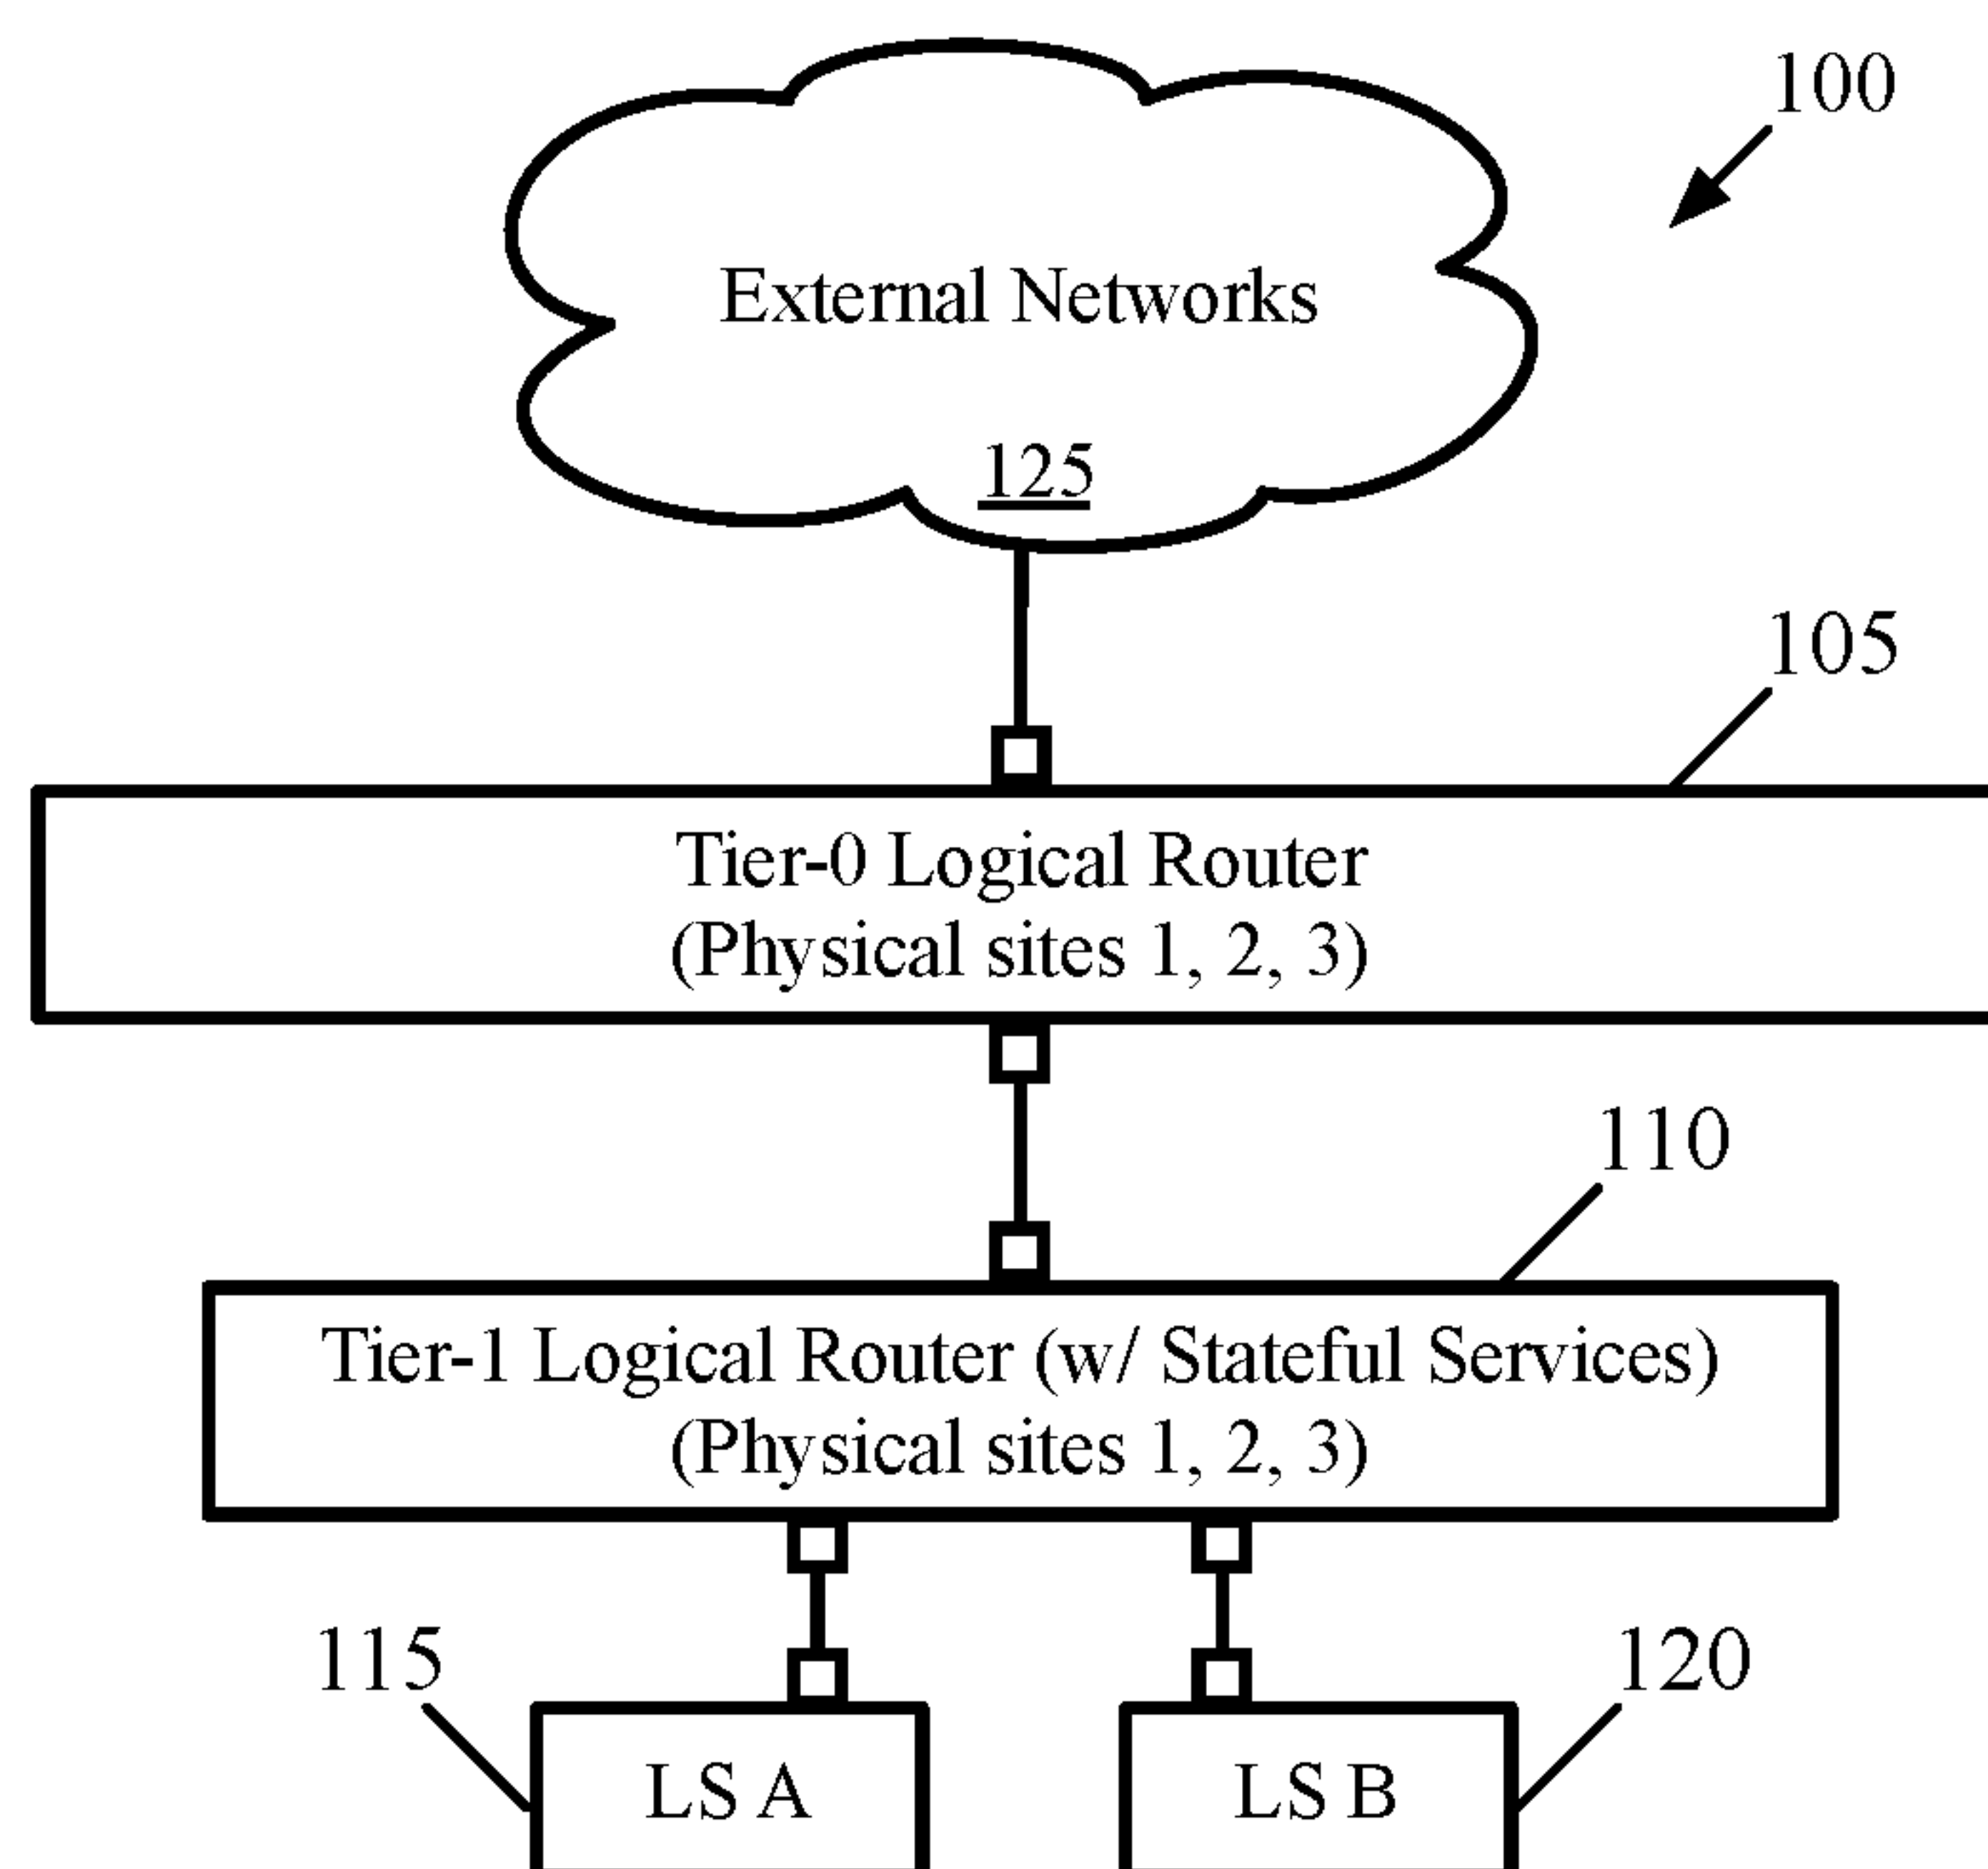 100
External Networks
125
105
Tier-0 Logical Router
(Physical sites 1, 2, 3)
110
Tier-1 Logical Router (w/ Stateful Services)
(Physical sites 1, 2, 3)
115
120
LS A
LS B